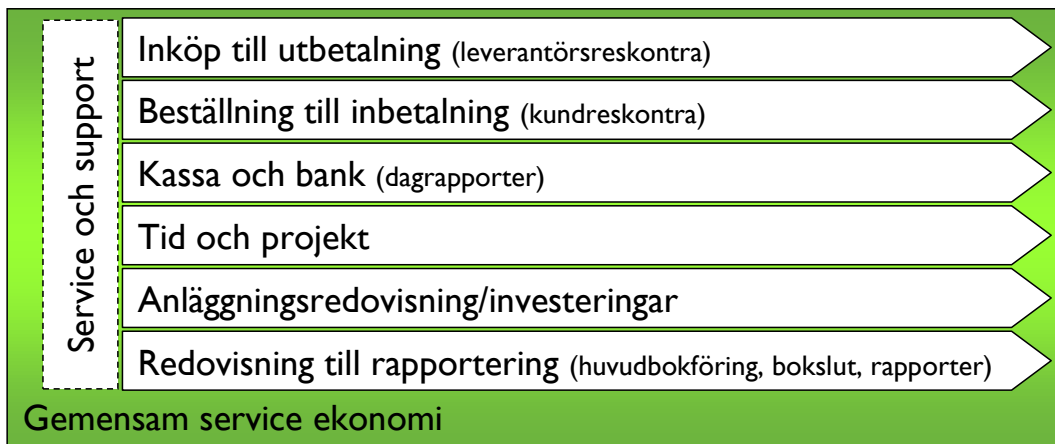 Service och support
Inköp till utbetalning (leverantörsreskontra)
Beställning till inbetalning (kundreskontra)
Kassa och bank (dagrapporter)
Tid och projekt
Anläggningsredovisning/investeringar
Redovisning till rapportering (huvudbokföring, bokslut, rapporter)
Gemensam service ekonomi